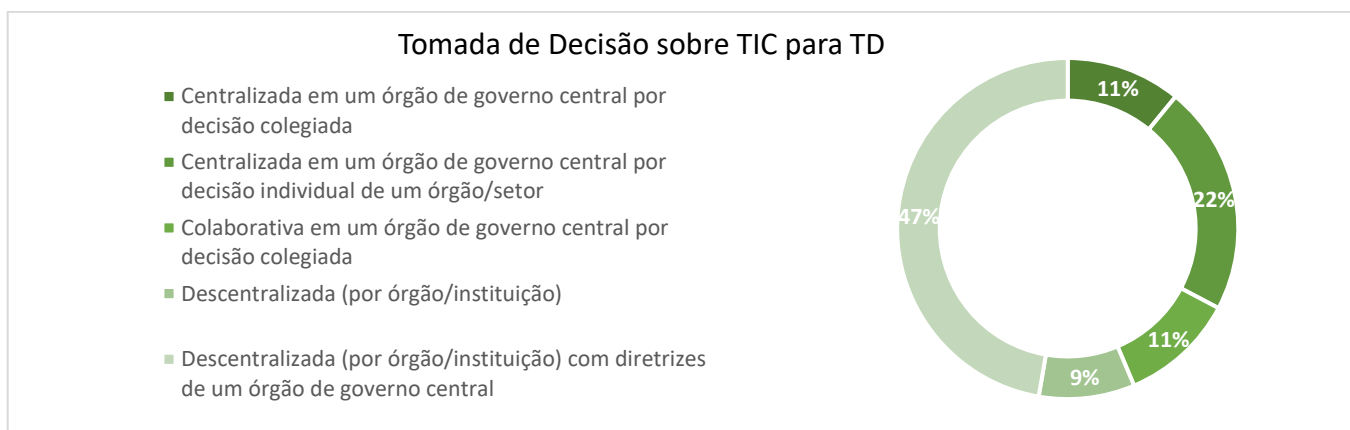 Tomada de Decisão sobre TIC para TD
Centralizada em um órgão de governo central por
decisão colegiada
Centralizada em um órgão de governo central por
decisão individual de um órgão/setor
Colaborativa em um órgão de governo central por
decisão colegiada
Descentralizada (por órgão/instituição)
Descentralizada (por órgão/instituição) com diretrizes
de um órgão de governo central
11%
22%
11%
9%
47%